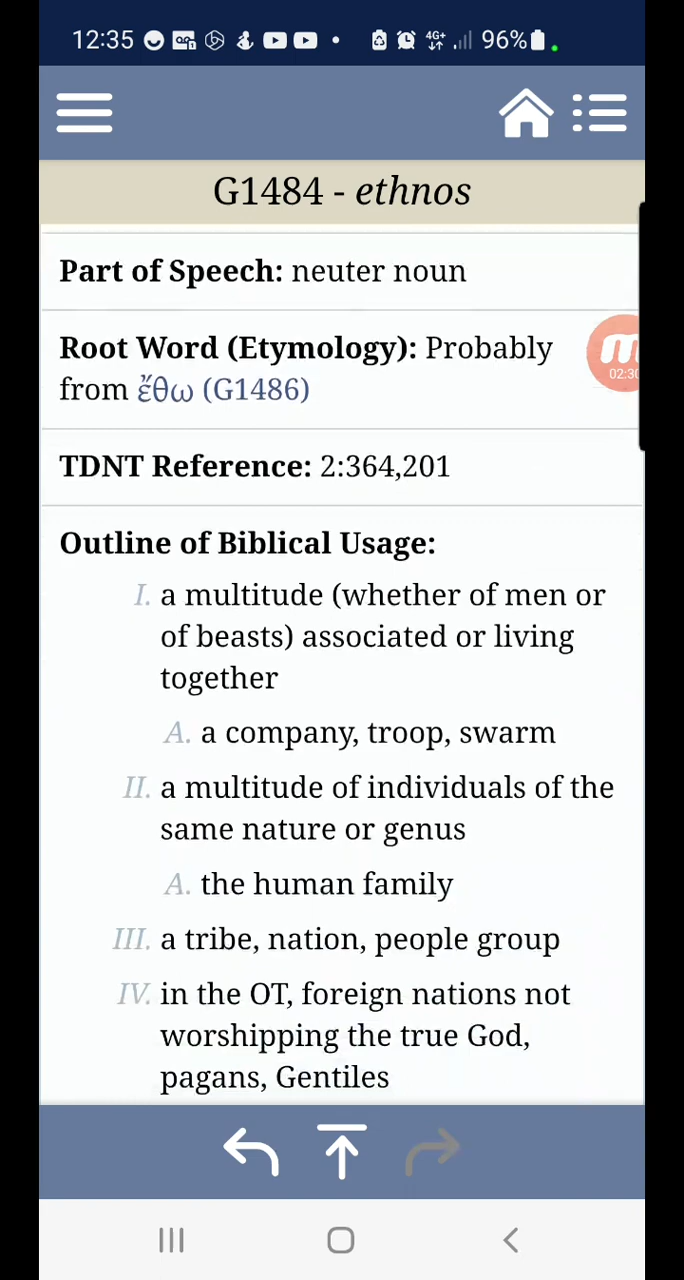 12:35 4G+ 96%
G1484 - ethnos
Part of Speech: neuter noun
Root Word (Etymology): Probably
from ἔθω (G1486)
02:30
TDNT Reference: 2:364,201
Outline of Biblical Usage:
I. a multitude (whether of men or
of beasts) associated or living
together
A. a company, troop, swarm
II. a multitude of individuals of the
same nature or genus
A. the human family
III. a tribe, nation, people group
IV. in the OT, foreign nations not
worshipping the true God,
pagans, Gentiles